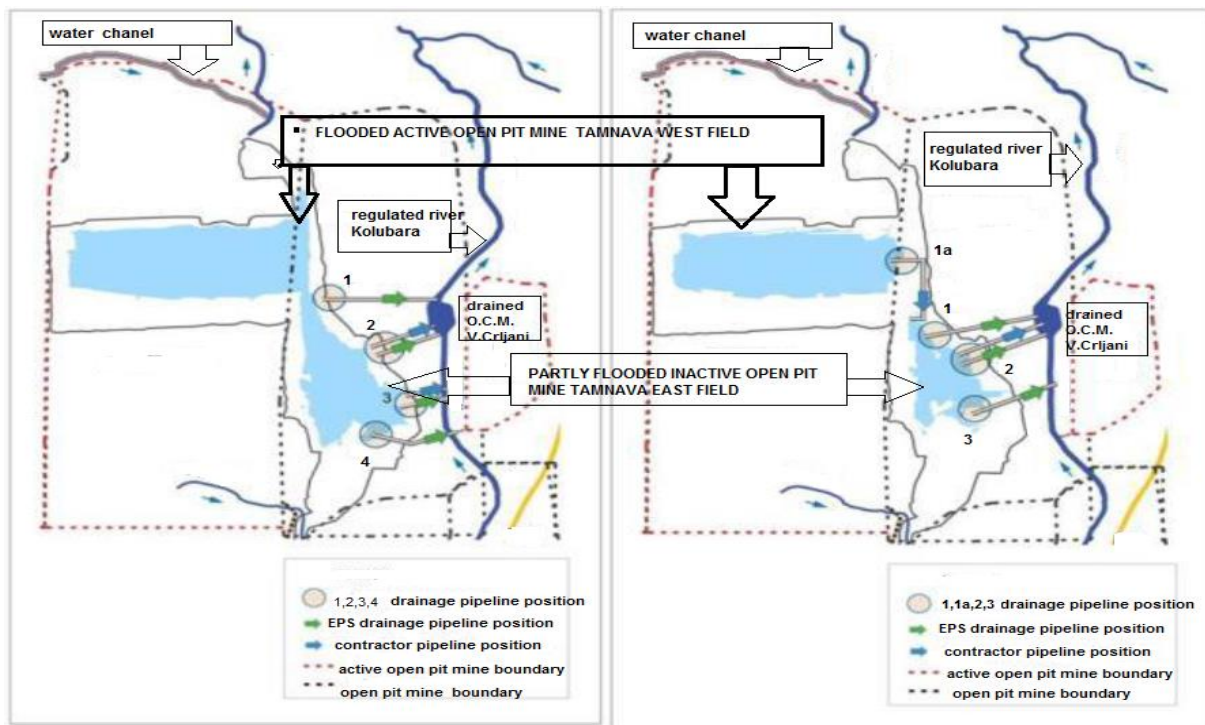 water chanel
▪ FLOODED ACTIVE OPEN PIT MINE TAMNAVA WEST FIELD
regulated river
Kolubara
1
2
3
4
drained
O.C.M.
V.Crljani
PARTLY FLOODED INACTIVE OPEN PIT
MINE TAMNAVA EAST FIELD
1,2,3,4 drainage pipeline position
EPS drainage pipeline position
contractor pipeline position
active open pit mine boundary
open pit mine boundary
water chanel
regulated river
Kolubara
1a
1
2
3
drained
O.C.M.
V.Crljani
1,1a,2,3 drainage pipeline position
EPS drainage pipeline position
contractor pipeline position
active open pit mine boundary
open pit mine boundary